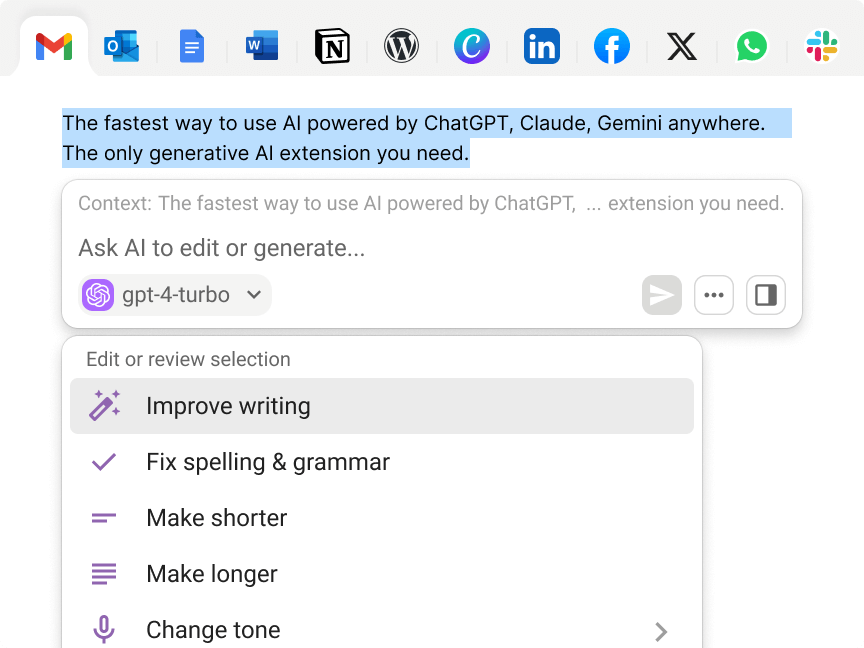 The fastest way to use AI powered by ChatGPT, Claude, Gemini anywhere.
The only generative AI extension you need.
Context: The fastest way to use AI powered by ChatGPT, ... extension you need.
Ask AI to edit or generate...
gpt-4-turbo
Edit or review selection
Improve writing
Fix spelling & grammar
Make shorter
Make longer
Change tone